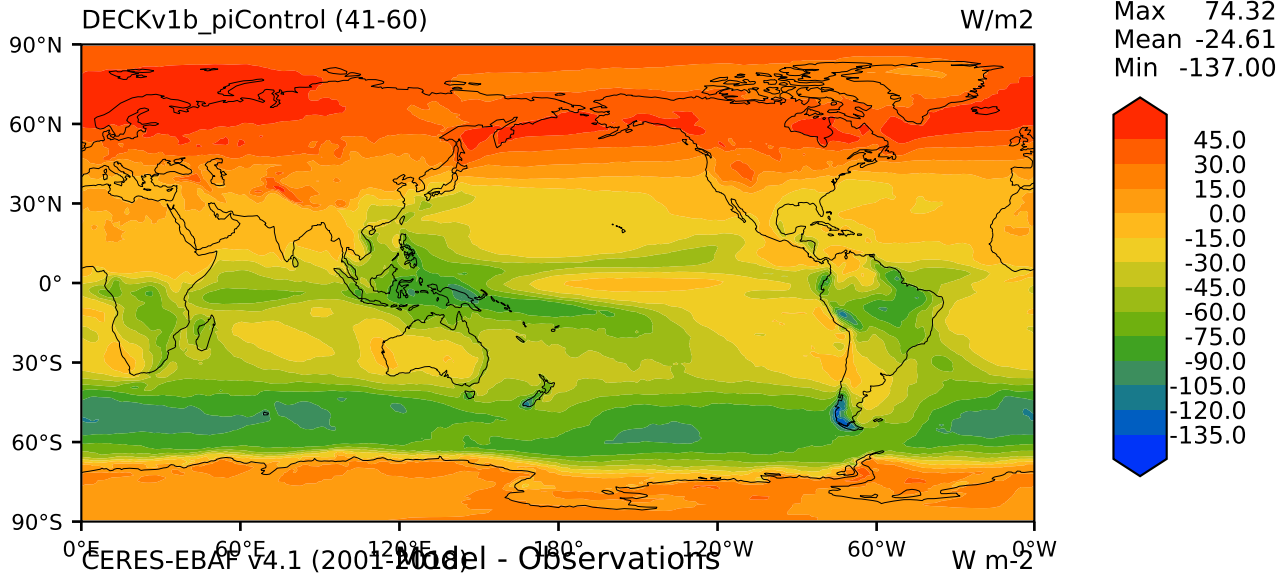 DECKv1b_piControl (41-60) W/m2
Max 74.32
Mean -24.61
Min -137.00
90°N
60°N
30°N
0°
30°S
60°S
90°S
0°E 60°E 120°E 180° 120°W 60°W 0°W
45.0
30.0
15.0
0.0
-15.0
-30.0
-45.0
-60.0
-75.0
-90.0
-105.0
-120.0
-135.0
CERES-EBAF v4.1 (2001-2018) Model - Observations W m-2